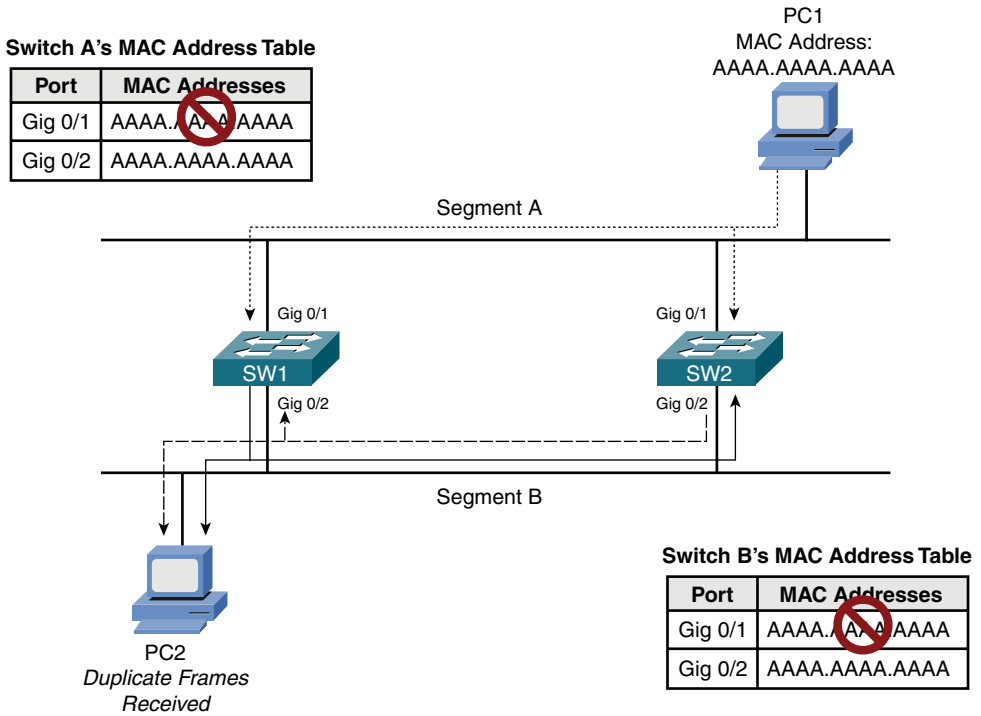 PC1
MAC Address:
AAAA.AAAA.AAAA
Switch A's MAC Address Table
Port MAC Addresses
Gig 0/1 AAAA.AAAA.AAAA
Gig 0/2 AAAA.AAAA.AAAA
Segment A
Gig 0/1
Gig 0/1
SW1
SW2
Gig 0/2
Gig 0/2
Segment B
Switch B's MAC Address Table
Port MAC Addresses
Gig 0/1 AAAA.AAAA.AAAA
Gig 0/2 AAAA.AAAA.AAAA
PC2
Duplicate Frames
Received